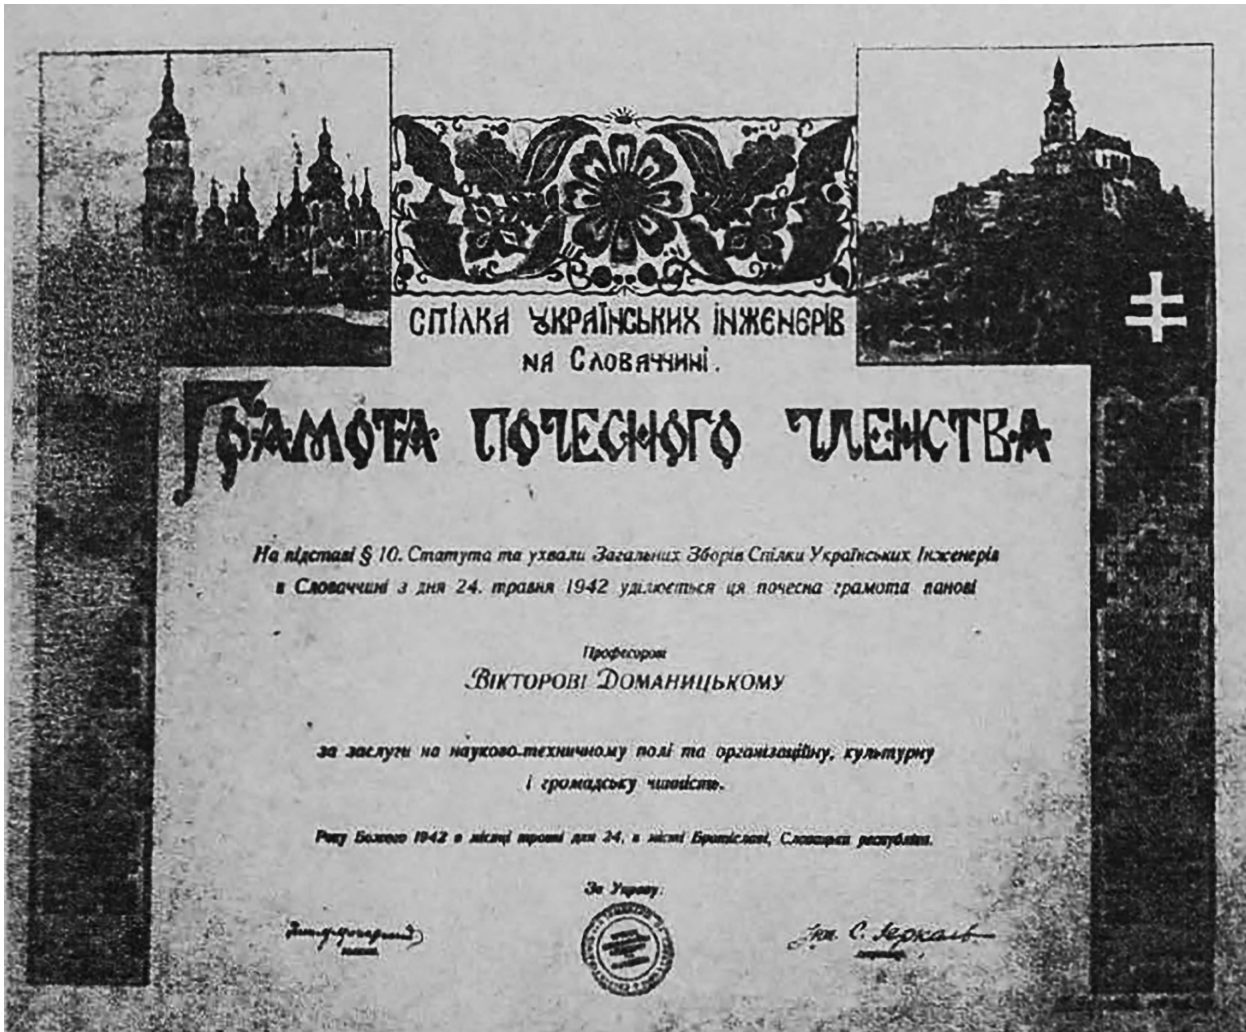 СПІЛКА УКРАЇНСЬКИХ ІНЖЕНЕРІВ
НА СЛОВАЧЧИНІ.
ГРАМОТА ПОЧЕСНОГО ЧЛЕНСТВА
На підставі § 10. Статута та ухвали Загальних Зборів Спілки Українських Інженерів
в Словаччині з дня 24. травня 1942 уділюється ця почесна грамота панові
Професорові
ВІКТОРОВІ ДОМАНИЦЬКОМУ
за заслуги на науково-технічному полі та організаційну, культурну
і громадську чинність.
Року Божого 1942 в місяці травні дня 24, в місті Братіславі, Словацька республіка.
За Управу:
Інж. С.